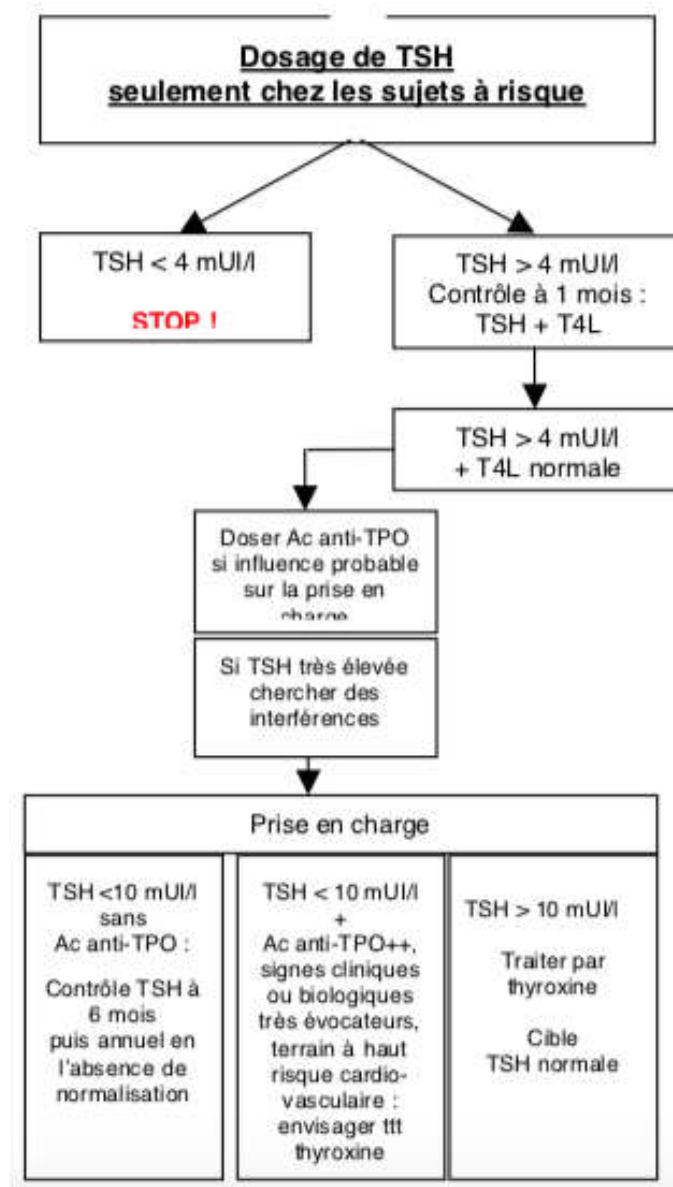 Dosage de TSH
seulement chez les sujets à risque
TSH < 4 mUI/l
STOP !
TSH > 4 mUI/l
Contrôle à 1 mois :
TSH + T4L
TSH > 4 mUI/l
+ T4L normale
Doser Ac anti-TPO
si influence probable
sur la prise en
charge
Si TSH très élevée
chercher des
interférences
Prise en charge
TSH <10 mUI/l
sans
Ac anti-TPO :
Contrôle TSH à
6 mois
puis annuel en
l'absence de
normalisation
TSH < 10 mUI/l
+
Ac anti-TPO++,
signes cliniques
ou biologiques
très évocateurs,
terrain à haut
risque cardio-
vasculaire :
envisager ttt
thyroxine
TSH > 10 mUI/l
Traiter par
thyroxine
Cible
TSH normale